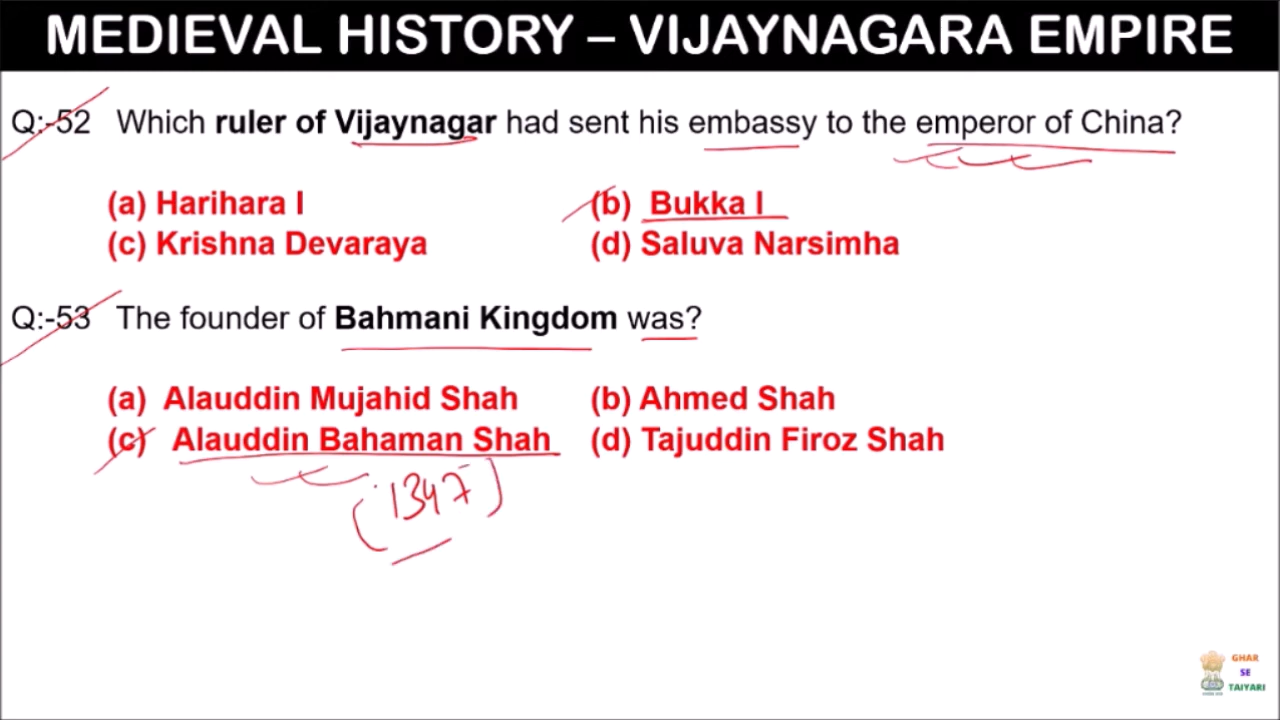 MEDIEVAL HISTORY – VIJAYNAGARA EMPIRE
Q:-52 Which ruler of Vijaynagar had sent his embassy to the emperor of China?
(a) Harihara I (b) Bukka I
(c) Krishna Devaraya (d) Saluva Narsimha
Q:-53 The founder of Bahmani Kingdom was?
(a) Alauddin Mujahid Shah (b) Ahmed Shah
(c) Alauddin Bahaman Shah (d) Tajuddin Firoz Shah
(1347)
GHAR
SE
TAIYARI